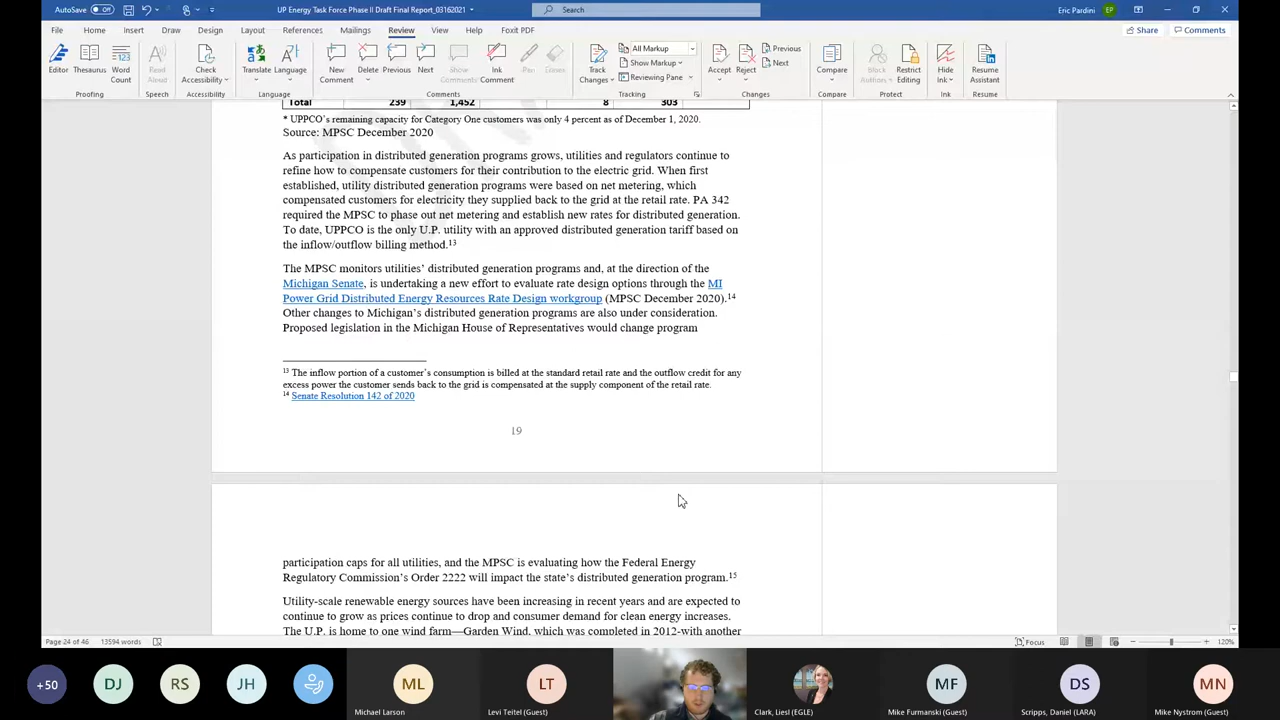 AutoSave Off
UP Energy Task Force Phase II Draft Final Report_03162021
Search
Eric Pardini EP
File Home Insert Draw Design Layout References Mailings Review View Help Foxit PDF
Share Comments
Editor Thesaurus Word Count Read Aloud Check Accessibility Translate Language New Comment Delete Previous Next Show Comments Ink Comment Pen Eraser Track Changes All Markup Show Markup Reviewing Pane Accept Reject Previous Next Compare Block Authors Restrict Editing Hide Ink Resume Assistant
Proofing Speech Accessibility Language Comments Tracking Changes Compare Protect Ink Resume
Total 239 1,452 8 303
* UPPCO's remaining capacity for Category One customers was only 4 percent as of December 1, 2020.
Source: MPSC December 2020
As participation in distributed generation programs grows, utilities and regulators continue to
refine how to compensate customers for their contribution to the electric grid. When first
established, utility distributed generation programs were based on net metering, which
compensated customers for electricity they supplied back to the grid at the retail rate. PA 342
required the MPSC to phase out net metering and establish new rates for distributed generation.
To date, UPPCO is the only U.P. utility with an approved distributed generation tariff based on
the inflow/outflow billing method.13
The MPSC monitors utilities' distributed generation programs and, at the direction of the
Michigan Senate, is undertaking a new effort to evaluate rate design options through the MI
Power Grid Distributed Energy Resources Rate Design workgroup (MPSC December 2020).14
Other changes to Michigan's distributed generation programs are also under consideration.
Proposed legislation in the Michigan House of Representatives would change program
13 The inflow portion of a customer's consumption is billed at the standard retail rate and the outflow credit for any
excess power the customer sends back to the grid is compensated at the supply component of the retail rate.
14 Senate Resolution 142 of 2020
19
participation caps for all utilities, and the MPSC is evaluating how the Federal Energy
Regulatory Commission's Order 2222 will impact the state's distributed generation program.15
Utility-scale renewable energy sources have been increasing in recent years and are expected to
continue to grow as prices continue to drop and consumer demand for clean energy increases.
The U.P. is home to one wind farm—Garden Wind, which was completed in 2012-with another
Page 24 of 46 13594 words
Focus
120%
+50 DJ RS JH ML LT MF DS MN
Michael Larson Levi Teitel (Guest) Clark, Liesl (EGLE) Mike Furmanski (Guest) Scripps, Daniel (LARA) Mike Nystrom (Guest)